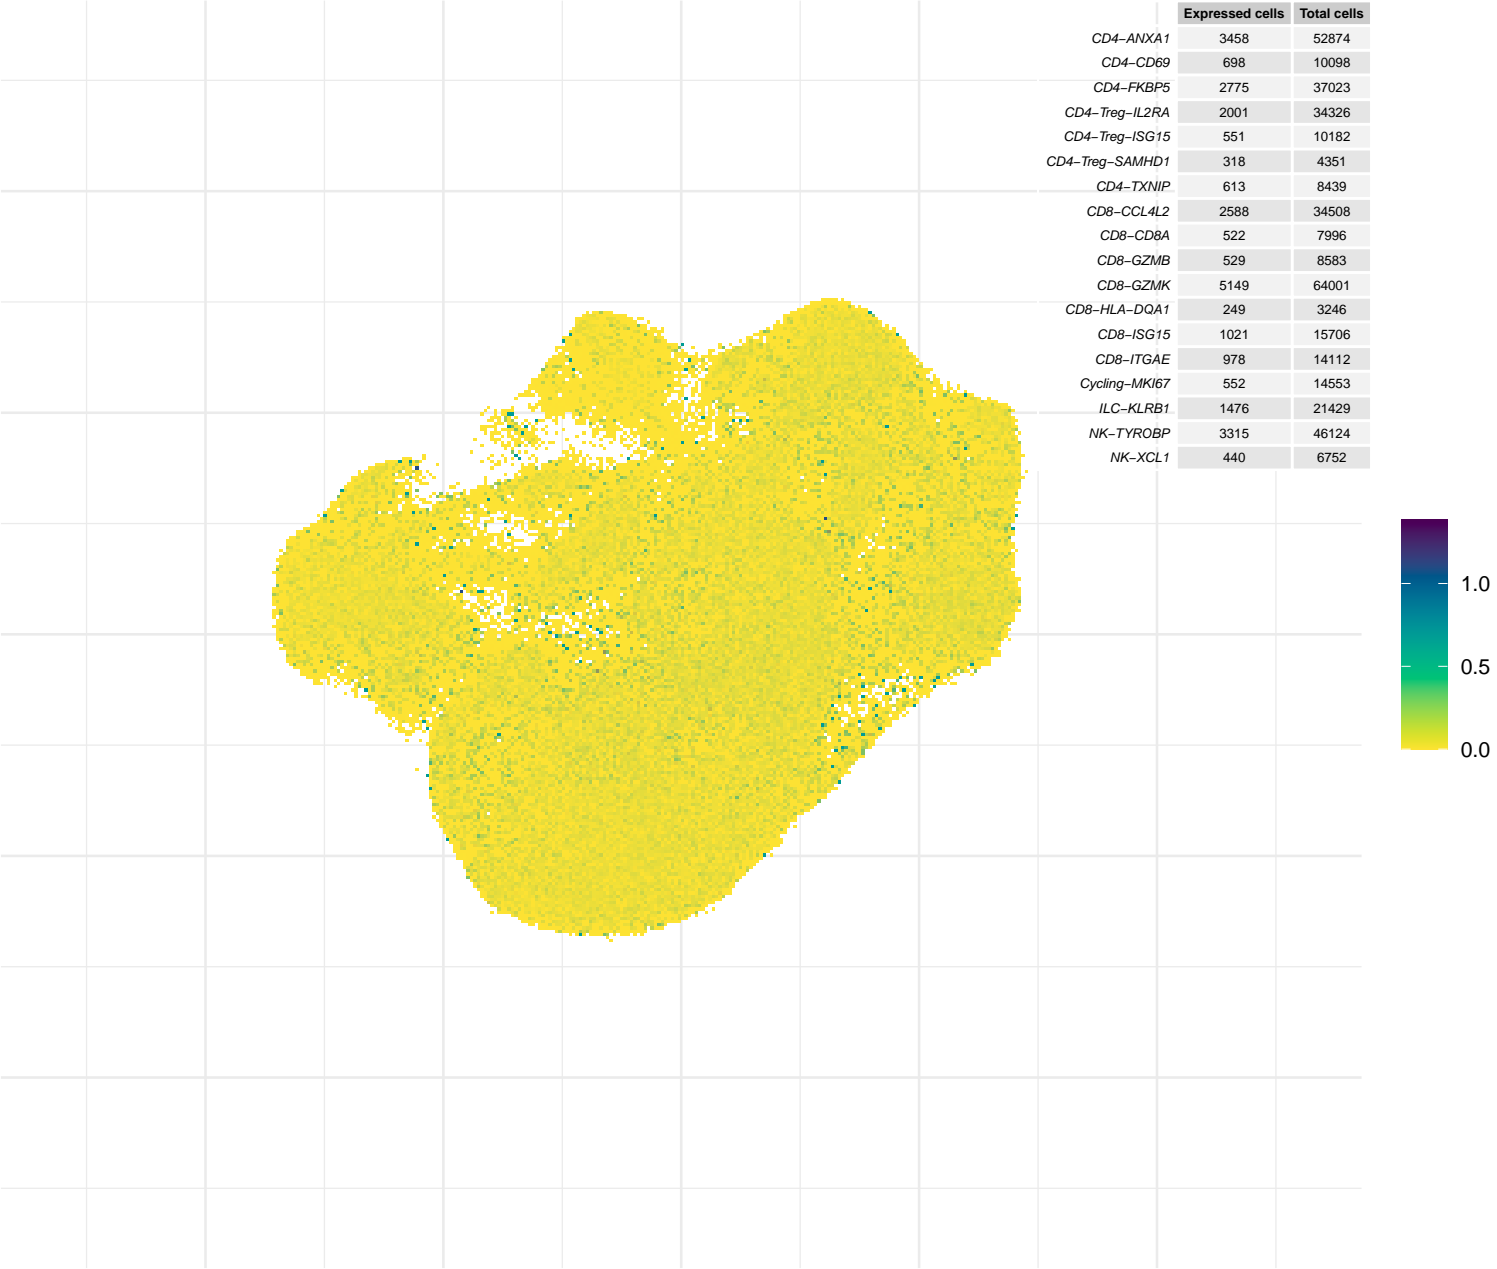 Expressed cells Total cells
CD4−ANXA1 3458 52874
CD4−CD69 698 10098
CD4−FKBP5 2775 37023
CD4−Treg−IL2RA 2001 34326
CD4−Treg−ISG15 551 10182
CD4−Treg−SAMHD1 318 4351
CD4−TXNIP 613 8439
CD8−CCL4L2 2588 34508
CD8−CD8A 522 7996
CD8−GZMB 529 8583
CD8−GZMK 5149 64001
CD8−HLA−DQA1 249 3246
CD8−ISG15 1021 15706
CD8−ITGAE 978 14112
Cycling−MKI67 552 14553
ILC−KLRB1 1476 21429
NK−TYROBP 3315 46124
NK−XCL1 440 6752
1.0
0.5
0.0